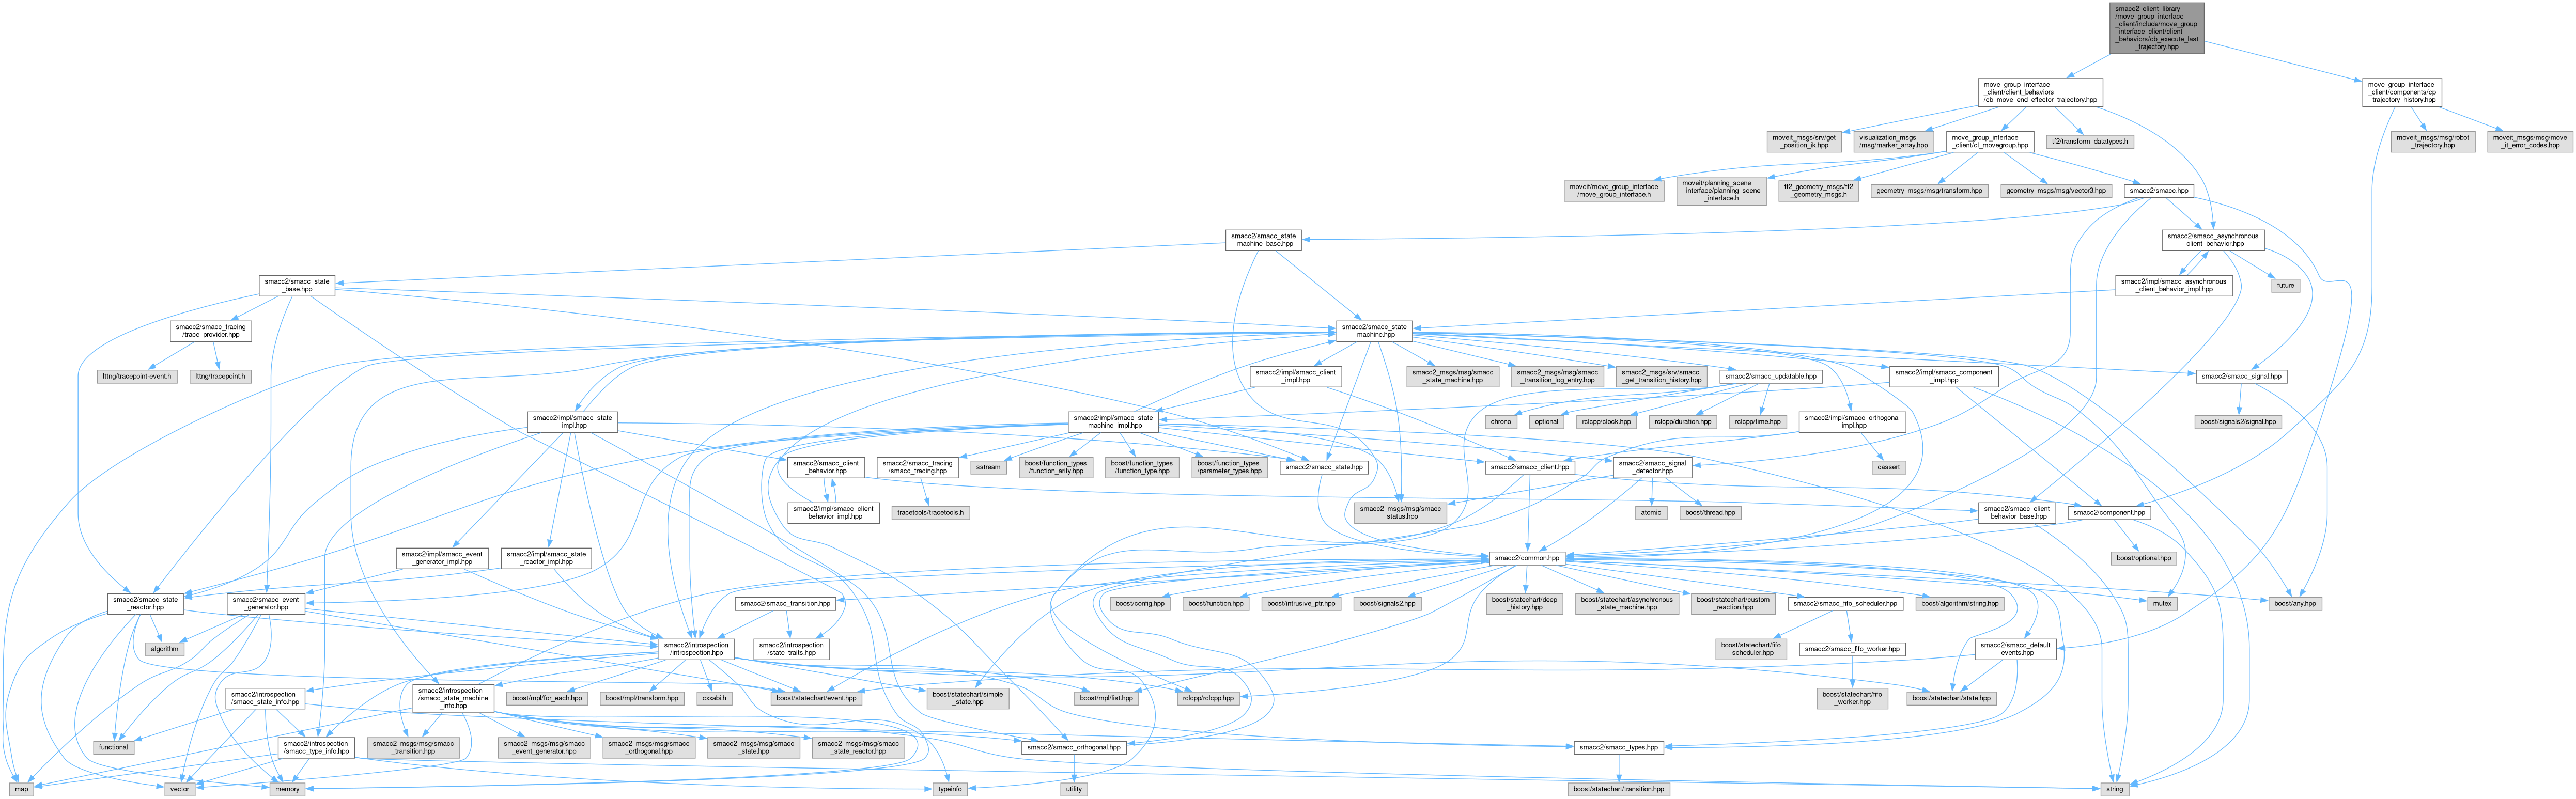 smacc2_client_library
/move_group_interface
_client/include/move_group
_interface_client/client
_behaviors/cb_execute_last
_trajectory.hpp
move_group_interface
_client/client_behaviors
/cb_move_end_effector_trajectory.hpp
move_group_interface
_client/components/cp
_trajectory_history.hpp
moveit_msgs/srv/get
_position_ik.hpp
visualization_msgs
/msg/marker_array.hpp
move_group_interface
_client/cl_movegroup.hpp
tf2/transform_datatypes.h
moveit_msgs/msg/robot
_trajectory.hpp
moveit_msgs/msg/move
_it_error_codes.hpp
moveit/move_group_interface
/move_group_interface.h
moveit/planning_scene
_interface/planning_scene
_interface.h
tf2_geometry_msgs/tf2
_geometry_msgs.h
geometry_msgs/msg/transform.hpp
geometry_msgs/msg/vector3.hpp
smacc2/smacc.hpp
smacc2/smacc_state
_machine_base.hpp
smacc2/smacc_asynchronous
_client_behavior.hpp
smacc2/smacc_state
_base.hpp
smacc2/impl/smacc_asynchronous
_client_behavior_impl.hpp
future
smacc2/smacc_tracing
/trace_provider.hpp
smacc2/smacc_state
_machine.hpp
lttng/tracepoint-event.h
lttng/tracepoint.h
smacc2/impl/smacc_client
_impl.hpp
smacc2_msgs/msg/smacc
_state_machine.hpp
smacc2_msgs/msg/smacc
_transition_log_entry.hpp
smacc2_msgs/srv/smacc
_get_transition_history.hpp
smacc2/smacc_updatable.hpp
smacc2/impl/smacc_component
_impl.hpp
smacc2/smacc_signal.hpp
smacc2/impl/smacc_state
_impl.hpp
smacc2/impl/smacc_state
_machine_impl.hpp
chrono
optional
rclcpp/clock.hpp
rclcpp/duration.hpp
rclcpp/time.hpp
smacc2/impl/smacc_orthogonal
_impl.hpp
boost/signals2/signal.hpp
smacc2/smacc_client
_behavior.hpp
smacc2/smacc_tracing
/smacc_tracing.hpp
sstream
boost/function_types
/function_arity.hpp
boost/function_types
/function_type.hpp
boost/function_types
/parameter_types.hpp
smacc2/smacc_state.hpp
smacc2/smacc_client.hpp
smacc2/smacc_signal
_detector.hpp
cassert
smacc2/impl/smacc_client
_behavior_impl.hpp
tracetools/tracetools.h
smacc2_msgs/msg/smacc
_status.hpp
atomic
boost/thread.hpp
smacc2/smacc_client
_behavior_base.hpp
smacc2/component.hpp
smacc2/impl/smacc_event
_generator_impl.hpp
smacc2/impl/smacc_state
_reactor_impl.hpp
smacc2/common.hpp
boost/optional.hpp
smacc2/smacc_state
_reactor.hpp
smacc2/smacc_event
_generator.hpp
smacc2/smacc_transition.hpp
boost/config.hpp
boost/function.hpp
boost/intrusive_ptr.hpp
boost/signals2.hpp
boost/statechart/deep
_history.hpp
boost/statechart/asynchronous
_state_machine.hpp
boost/statechart/custom
_reaction.hpp
smacc2/smacc_fifo_scheduler.hpp
boost/algorithm/string.hpp
mutex
boost/any.hpp
algorithm
smacc2/introspection
/introspection.hpp
smacc2/introspection
/state_traits.hpp
boost/statechart/fifo
_scheduler.hpp
smacc2/smacc_fifo_worker.hpp
smacc2/smacc_default
_events.hpp
smacc2/introspection
/smacc_state_info.hpp
smacc2/introspection
/smacc_state_machine
_info.hpp
boost/mpl/for_each.hpp
boost/mpl/transform.hpp
cxxabi.h
boost/statechart/event.hpp
boost/statechart/simple
_state.hpp
boost/mpl/list.hpp
rclcpp/rclcpp.hpp
boost/statechart/fifo
_worker.hpp
boost/statechart/state.hpp
functional
smacc2/introspection
/smacc_type_info.hpp
smacc2_msgs/msg/smacc
_transition.hpp
smacc2_msgs/msg/smacc
_event_generator.hpp
smacc2_msgs/msg/smacc
_orthogonal.hpp
smacc2_msgs/msg/smacc
_state.hpp
smacc2_msgs/msg/smacc
_state_reactor.hpp
smacc2/smacc_orthogonal.hpp
smacc2/smacc_types.hpp
map
vector
memory
typeinfo
utility
boost/statechart/transition.hpp
string